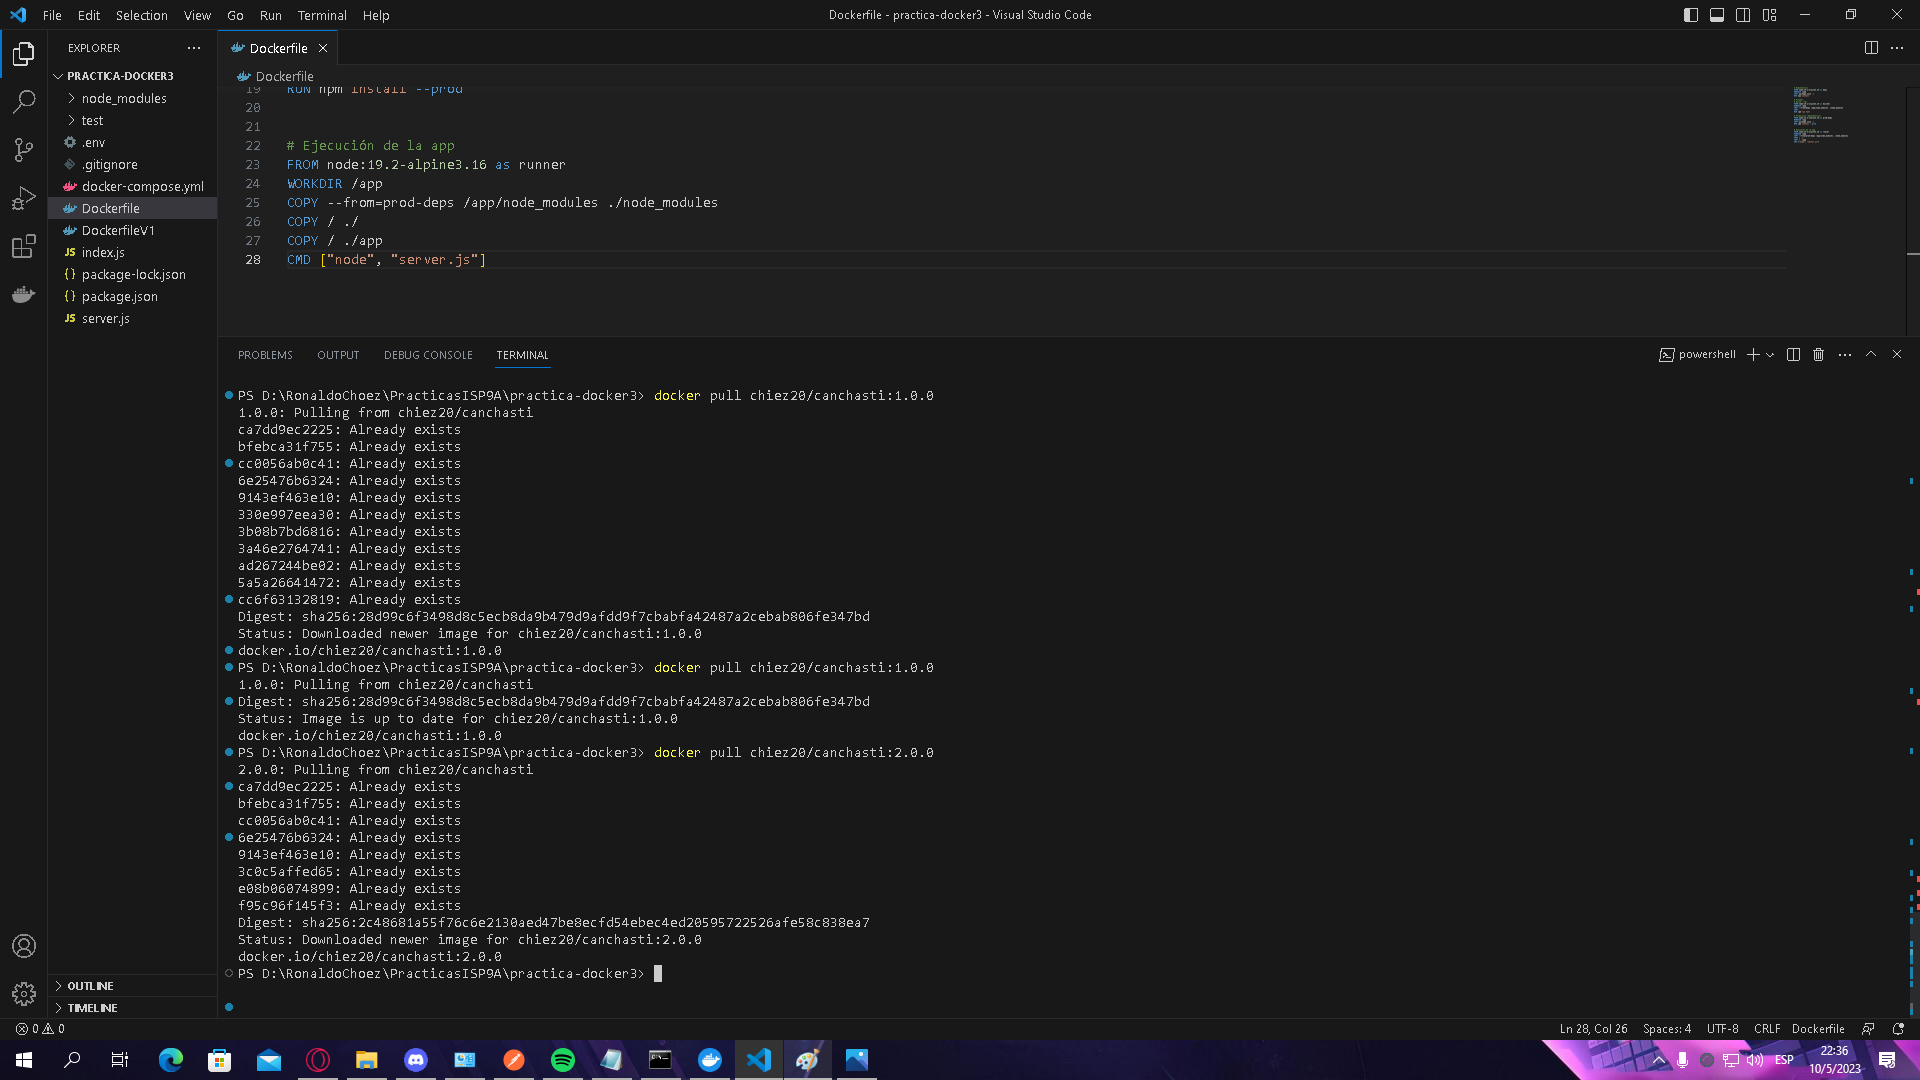 File Edit Selection View Go Run Terminal Help
Dockerfile - practica-docker3 - Visual Studio Code
EXPLORER
PRACTICA-DOCKER3
node_modules
test
.env
.gitignore
docker-compose.yml
Dockerfile
DockerfileV1
JS index.js
{} package-lock.json
{} package.json
JS server.js
OUTLINE
TIMELINE
Dockerfile
Dockerfile
19 RUN npm install --prod
20
21
22 # Ejecución de la app
23 FROM node:19.2-alpine3.16 as runner
24 WORKDIR /app
25 COPY --from=prod-deps /app/node_modules ./node_modules
26 COPY / ./
27 COPY / ./app
28 CMD ["node", "server.js"]
PROBLEMS OUTPUT DEBUG CONSOLE TERMINAL
powershell
PS D:\RonaldoChoez\PracticasISP9A\practica-docker3> docker pull chiez20/canchasti:1.0.0
1.0.0: Pulling from chiez20/canchasti
ca7dd9ec2225: Already exists
bfebca31f755: Already exists
cc0056ab0c41: Already exists
6e25476b6324: Already exists
9143ef463e10: Already exists
330e997eea30: Already exists
3b08b7bd6816: Already exists
3a46e2764741: Already exists
ad267244be02: Already exists
5a5a26641472: Already exists
cc6f63132819: Already exists
Digest: sha256:28d99c6f3498d8c5ecb8da9b479d9afdd9f7cbabfa42487a2cebab806fe347bd
Status: Downloaded newer image for chiez20/canchasti:1.0.0
docker.io/chiez20/canchasti:1.0.0
PS D:\RonaldoChoez\PracticasISP9A\practica-docker3> docker pull chiez20/canchasti:1.0.0
1.0.0: Pulling from chiez20/canchasti
Digest: sha256:28d99c6f3498d8c5ecb8da9b479d9afdd9f7cbabfa42487a2cebab806fe347bd
Status: Image is up to date for chiez20/canchasti:1.0.0
docker.io/chiez20/canchasti:1.0.0
PS D:\RonaldoChoez\PracticasISP9A\practica-docker3> docker pull chiez20/canchasti:2.0.0
2.0.0: Pulling from chiez20/canchasti
ca7dd9ec2225: Already exists
bfebca31f755: Already exists
cc0056ab0c41: Already exists
6e25476b6324: Already exists
9143ef463e10: Already exists
3c0c5affed65: Already exists
e08b06074899: Already exists
f95c96f145f3: Already exists
Digest: sha256:2c48681a55f76c6e2130aed47be8ecfd54ebec4ed20595722526afe58c838ea7
Status: Downloaded newer image for chiez20/canchasti:2.0.0
docker.io/chiez20/canchasti:2.0.0
PS D:\RonaldoChoez\PracticasISP9A\practica-docker3>
0 0
Ln 28, Col 26 Spaces: 4 UTF-8 CRLF Dockerfile
ESP
22:36
10/5/2023